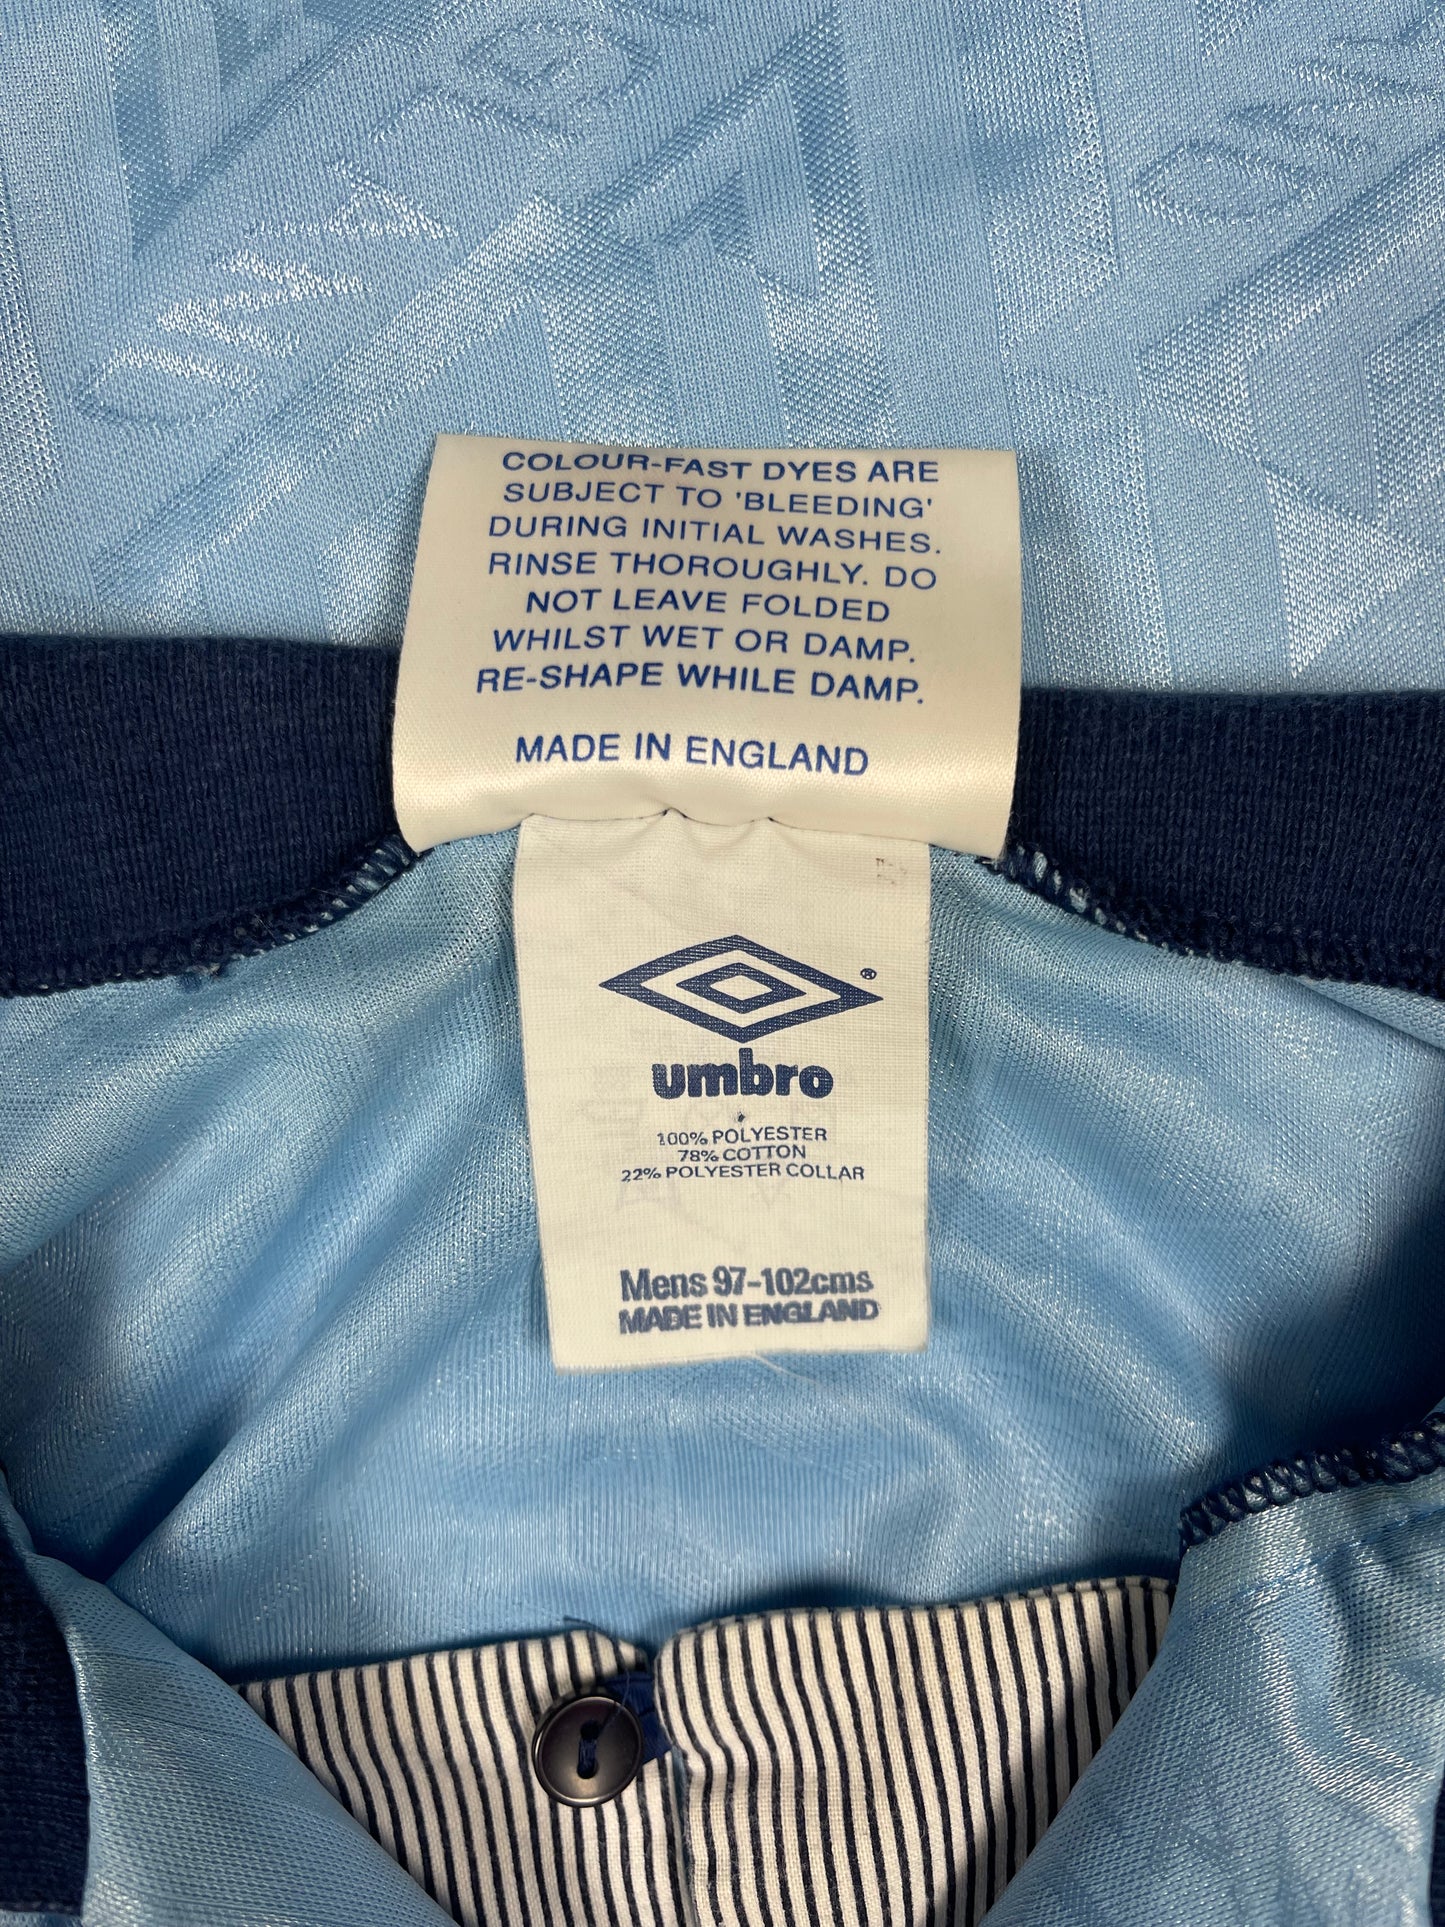 COLOUR-FAST DYES ARE
SUBJECT TO 'BLEEDING'
DURING INITIAL WASHES.
RINSE THOROUGHLY. DO
NOT LEAVE FOLDED
WHILST WET OR DAMP.
RE-SHAPE WHILE DAMP.
MADE IN ENGLAND
®
umbro
100% POLYESTER
78% COTTON
22% POLYESTER COLLAR
Mens 97-102cms
MADE IN ENGLAND